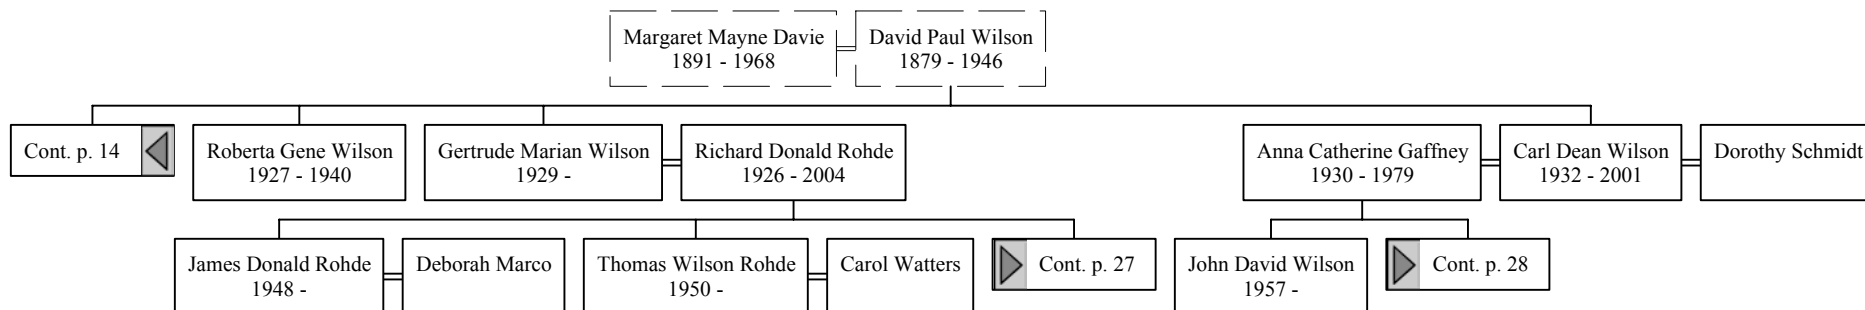 Margaret Mayne Davie
1891 - 1968
David Paul Wilson
1879 - 1946
Cont. p. 14
Roberta Gene Wilson
1927 - 1940
Gertrude Marian Wilson
1929 -
Richard Donald Rohde
1926 - 2004
Anna Catherine Gaffney
1930 - 1979
Carl Dean Wilson
1932 - 2001
Dorothy Schmidt
James Donald Rohde
1948 -
Deborah Marco
Thomas Wilson Rohde
1950 -
Carol Watters
Cont. p. 27
John David Wilson
1957 -
Cont. p. 28